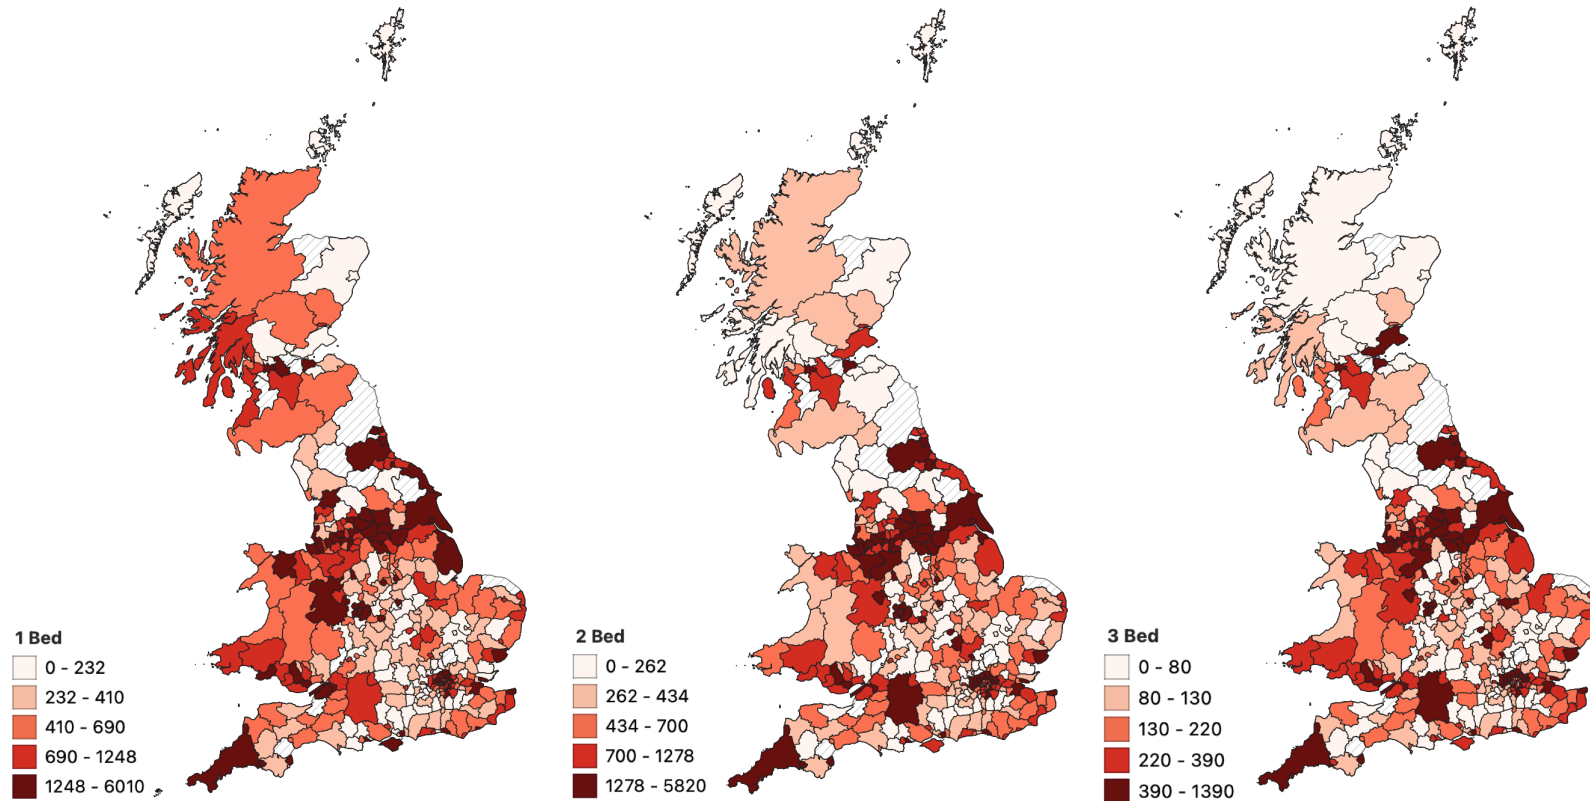 1 Bed
0 - 232
232 - 410
410 - 690
690 - 1248
1248 - 6010
2 Bed
0 - 262
262 - 434
434 - 700
700 - 1278
1278 - 5820
3 Bed
0 - 80
80 - 130
130 - 220
220 - 390
390 - 1390